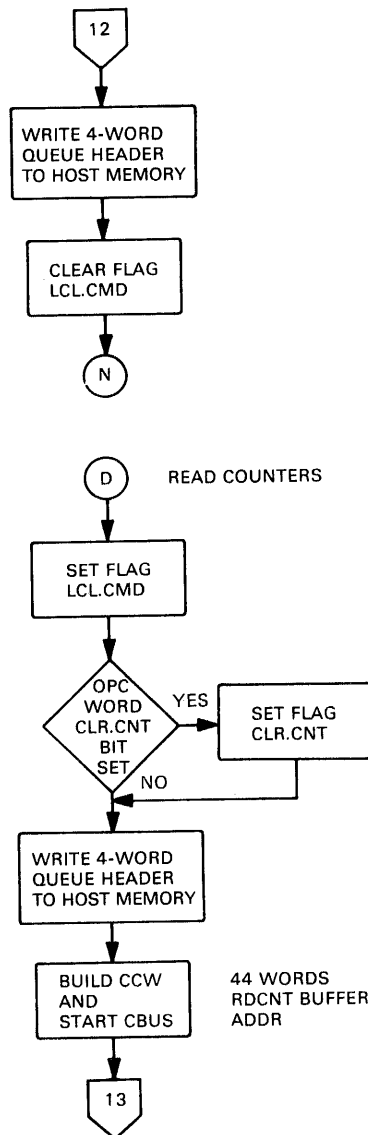 12
WRITE 4-WORD
QUEUE HEADER
TO HOST MEMORY
CLEAR FLAG
LCL.CMD
N
D
READ COUNTERS
SET FLAG
LCL.CMD
OPC
WORD
CLR.CNT
BIT
SET
YES
SET FLAG
CLR.CNT
NO
WRITE 4-WORD
QUEUE HEADER
TO HOST MEMORY
BUILD CCW
AND
START CBUS
44 WORDS
RDCNT BUFFER
ADDR
13